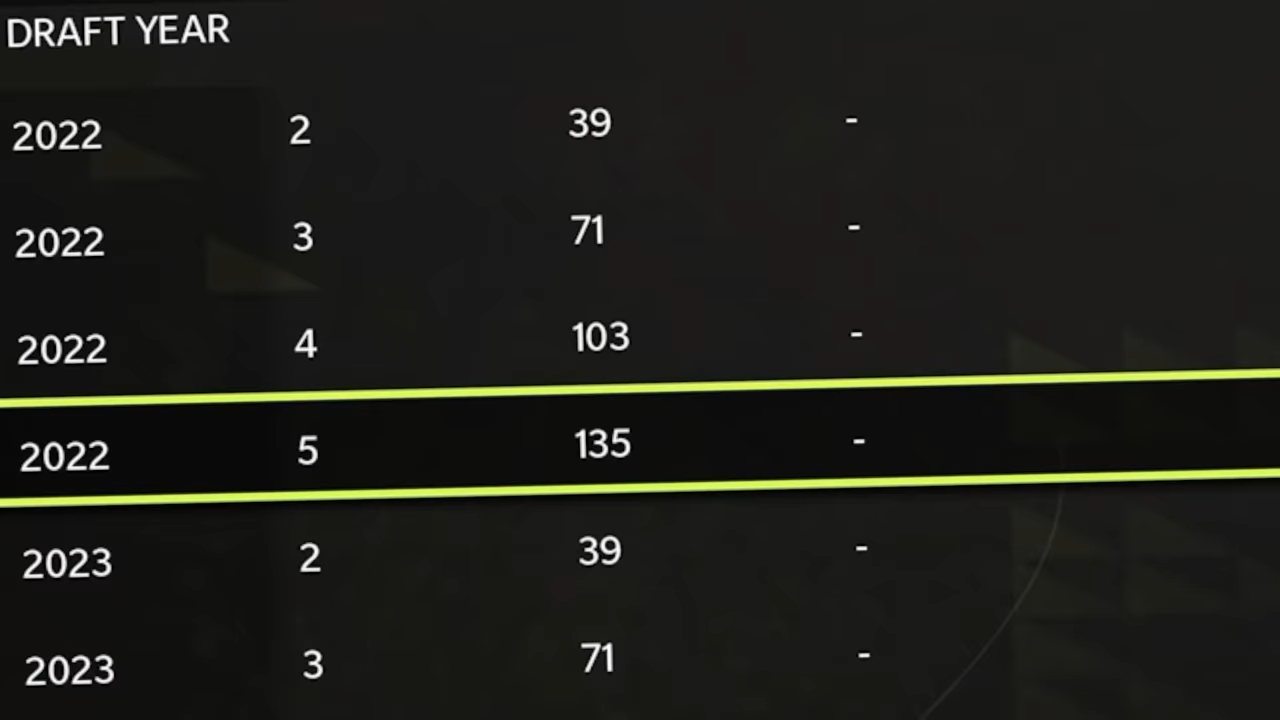 DRAFT YEAR
2022 2 39 -
2022 3 71 -
2022 4 103 -
2022 5 135 -
2023 2 39 -
2023 3 71 -